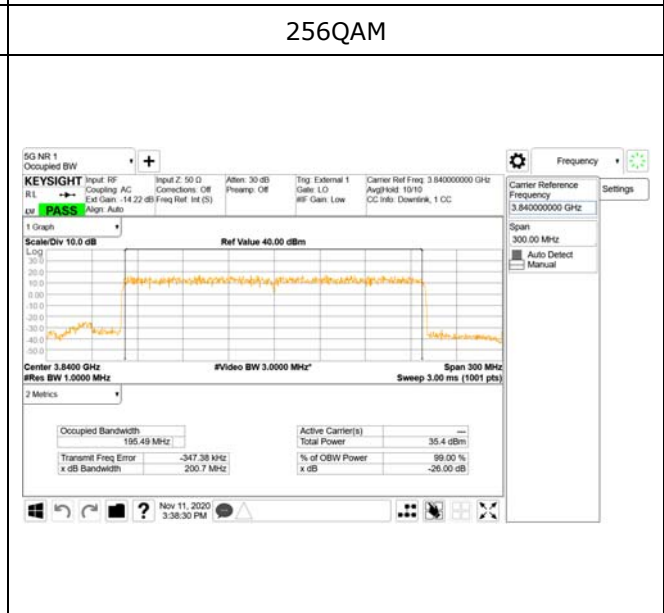 256QAM
5G NR 1
Occupied BW
+
Frequency
KEYSIGHT Input: RF Input Z: 50 Ω Atten: 30 dB Trig: External 1 Carrier Ref Freq: 3.840000000 GHz
RL Coupling: AC Corrections: Off Preamp: Off Gate: LO Avg|Hold: 10/10
Ext Gain: -14.22 dB Freq Ref: Int (S) #IF Gain: Low CC Info: Downlink, 1 CC
PASS Align: Auto
Carrier Reference Frequency
3.840000000 GHz
Settings
Span
300.00 MHz
Auto Detect
Manual
1 Graph
Scale/Div 10.0 dB Ref Value 40.00 dBm
Log
30.0
20.0
10.0
0.00
-10.0
-20.0
-30.0
-40.0
-50.0
Center 3.8400 GHz #Video BW 3.0000 MHz* Span 300 MHz
#Res BW 1.0000 MHz Sweep 3.00 ms (1001 pts)
2 Metrics
Occupied Bandwidth
195.49 MHz
Transmit Freq Error -347.38 kHz
x dB Bandwidth 200.7 MHz
Active Carrier(s) ---
Total Power 35.4 dBm
% of OBW Power 99.00 %
x dB -26.00 dB
? Nov 11, 2020
3:38:30 PM